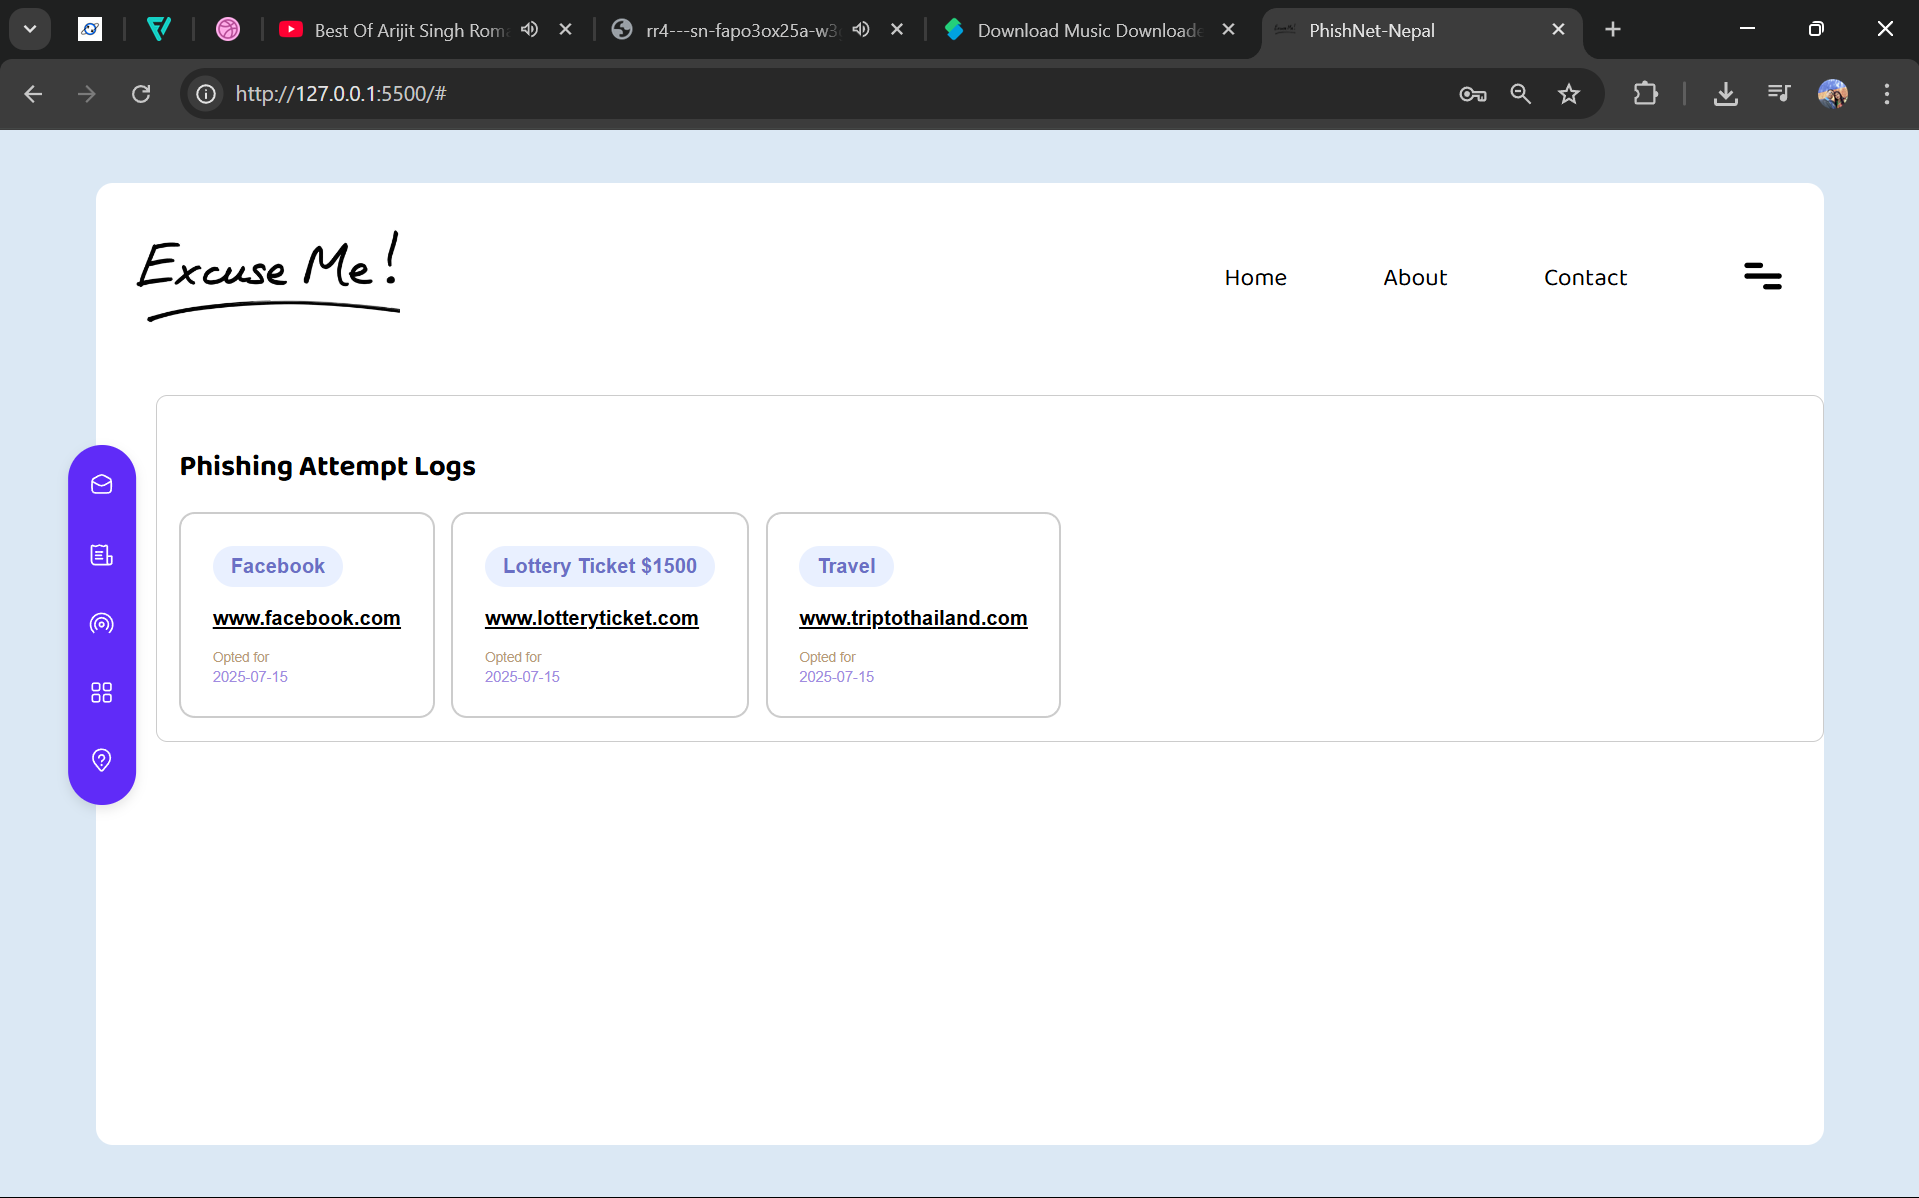 Best Of Arijit Singh Rom
rr4---sn-fapo3ox25a-w3
Download Music Downloade
PhishNet-Nepal
http://127.0.0.1:5500/#
Excuse Me!
Home About Contact
Phishing Attempt Logs
Facebook
www.facebook.com
Opted for
2025-07-15
Lottery Ticket $1500
www.lotteryticket.com
Opted for
2025-07-15
Travel
www.triptothailand.com
Opted for
2025-07-15